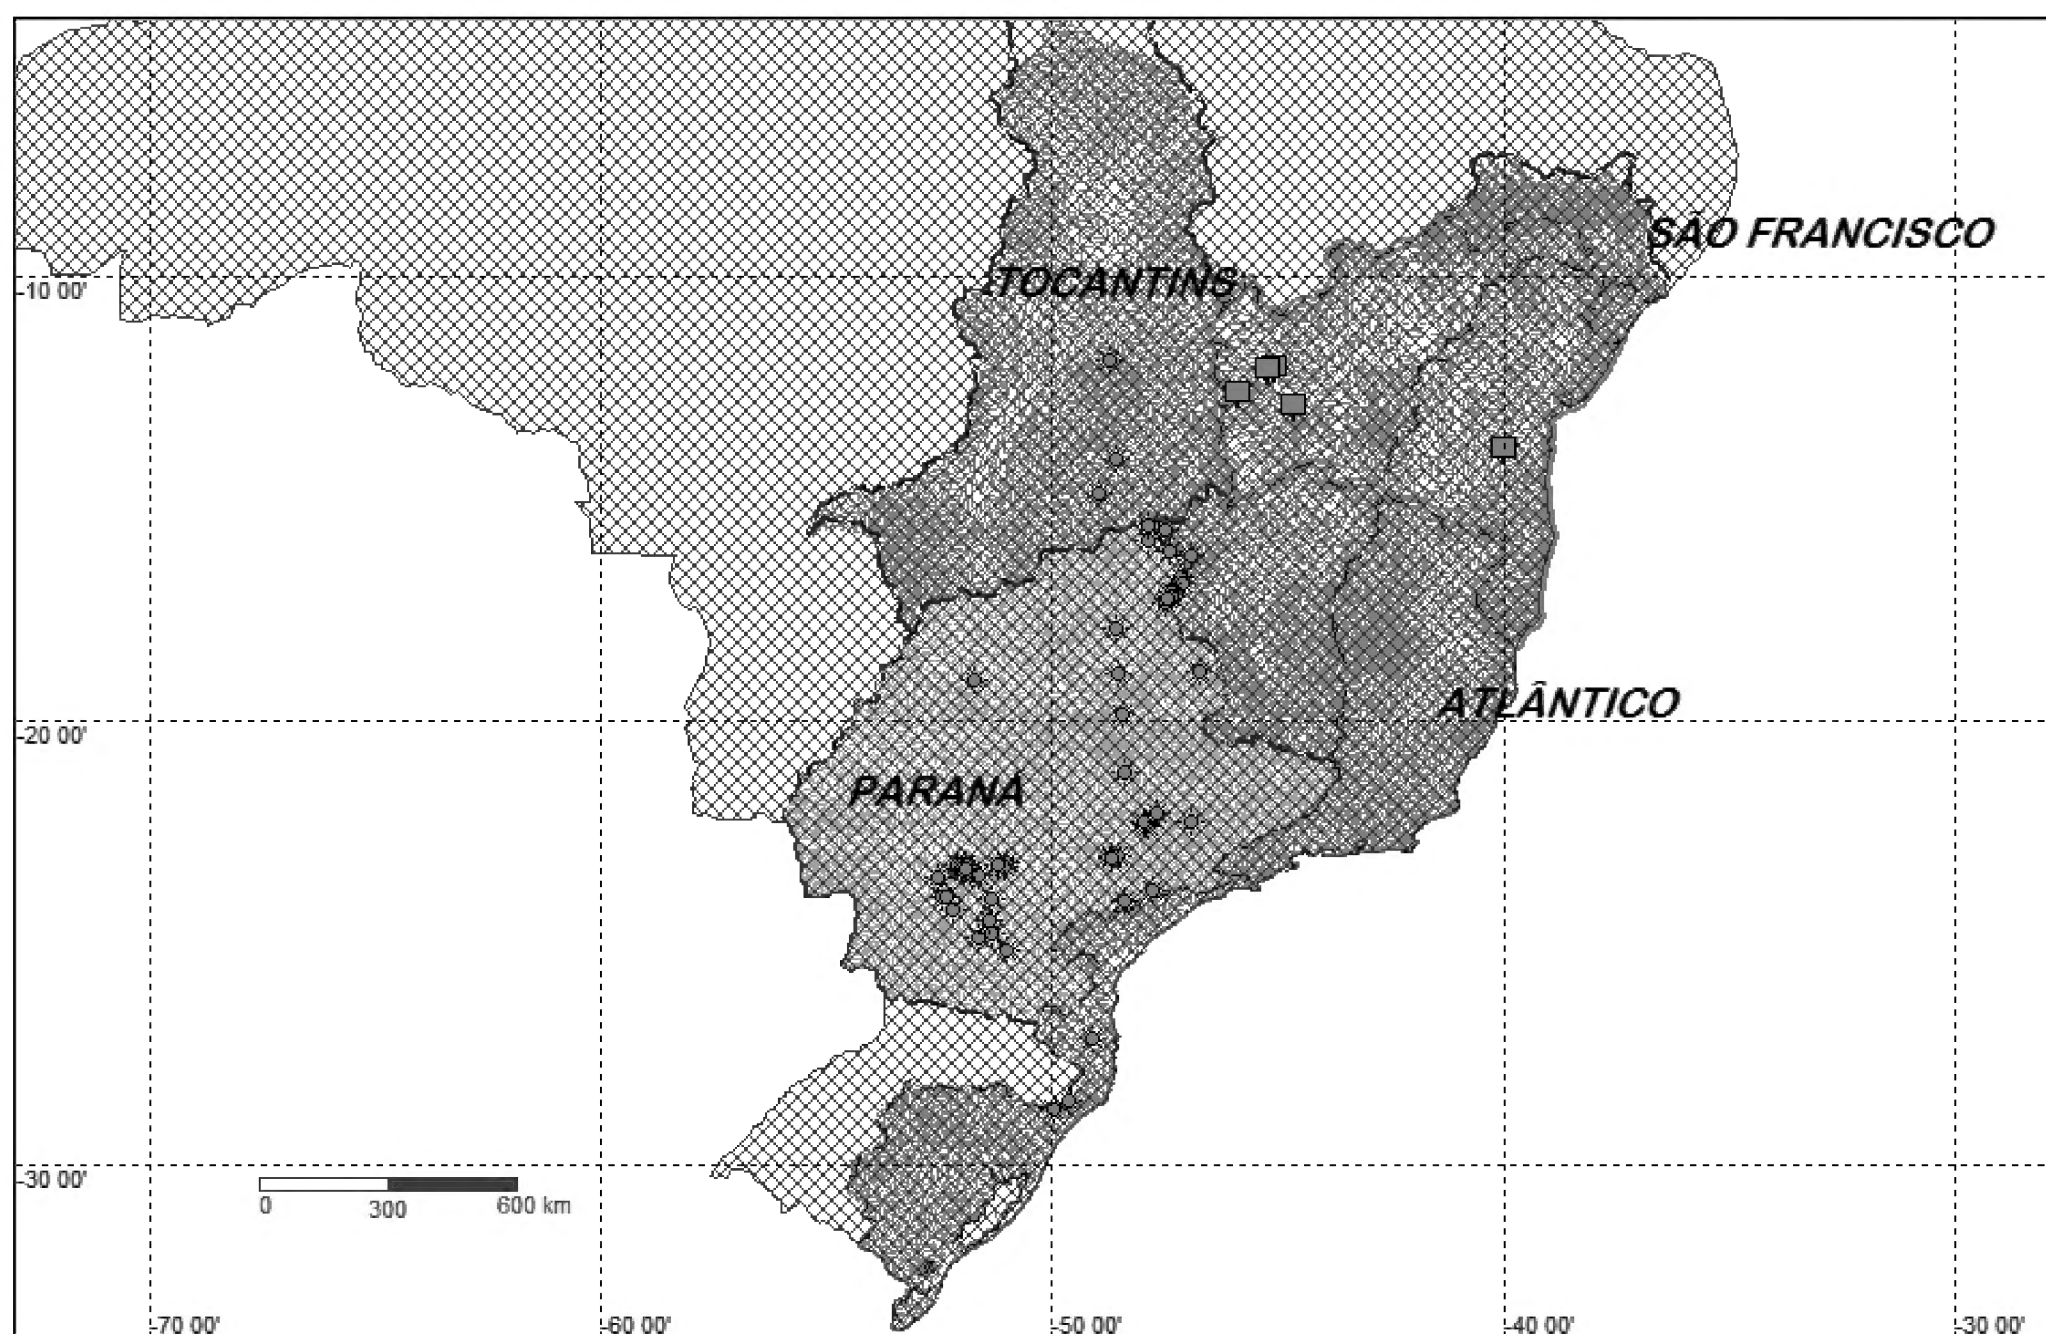 SÃO FRANCISCO
TOCANTINS
-10 00'
ATLÂNTICO
-20 00'
PARANÁ
-30 00'
0 300 600 km
-70 00' -60 00' -50 00' -40 00' -30 00'